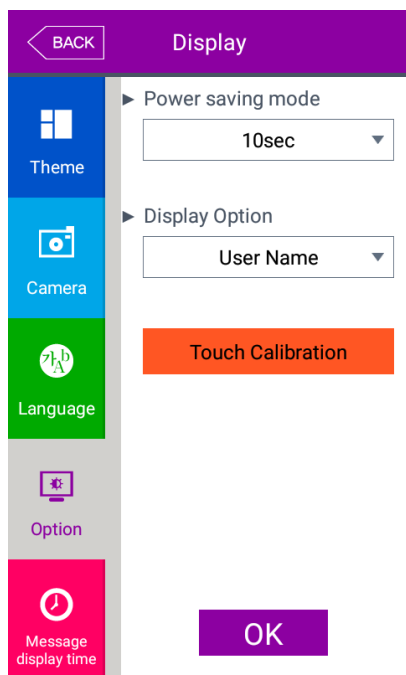 BACK
Display
Theme
Camera
가 b
A
Language
Option
Message
display time
► Power saving mode
10sec
► Display Option
User Name
Touch Calibration
OK